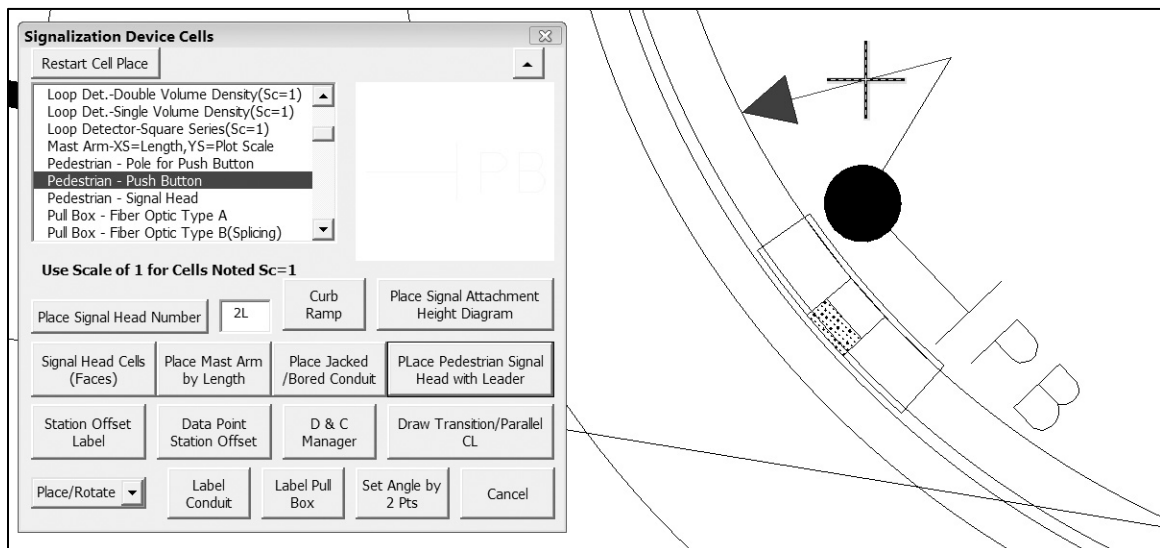 Signalization Device Cells
Restart Cell Place
Loop Det.-Double Volume Density(Sc=1)
Loop Det.-Single Volume Density(Sc=1)
Loop Detector-Square Series(Sc=1)
Mast Arm-XS=Length,YS=Plot Scale
Pedestrian - Pole for Push Button
Pedestrian - Push Button
Pedestrian - Signal Head
Pull Box - Fiber Optic Type A
Pull Box - Fiber Optic Type B(Splicing)
PB
Use Scale of 1 for Cells Noted Sc=1
Place Signal Head Number
2L
Curb
Ramp
Place Signal Attachment
Height Diagram
Signal Head Cells
(Faces)
Place Mast Arm
by Length
Place Jacked
/Bored Conduit
PLace Pedestrian Signal
Head with Leader
Station Offset
Label
Data Point
Station Offset
D & C
Manager
Draw Transition/Parallel
CL
Place/Rotate
Label
Conduit
Label Pull
Box
Set Angle by
2 Pts
Cancel
PB